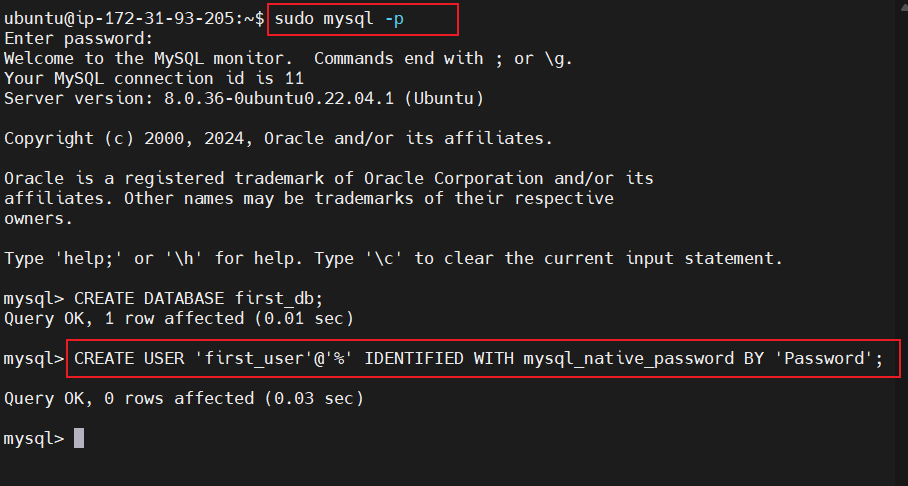 ubuntu@ip-172-31-93-205:~$ sudo mysql -p
Enter password:
Welcome to the MySQL monitor.  Commands end with ; or \g.
Your MySQL connection id is 11
Server version: 8.0.36-0ubuntu0.22.04.1 (Ubuntu)
Copyright (c) 2000, 2024, Oracle and/or its affiliates.
Oracle is a registered trademark of Oracle Corporation and/or its
affiliates. Other names may be trademarks of their respective
owners.
Type 'help;' or '\h' for help. Type '\c' to clear the current input statement.
mysql> CREATE DATABASE first_db;
Query OK, 1 row affected (0.01 sec)
mysql> CREATE USER 'first_user'@'%' IDENTIFIED WITH mysql_native_password BY 'Password';
Query OK, 0 rows affected (0.03 sec)
mysql>